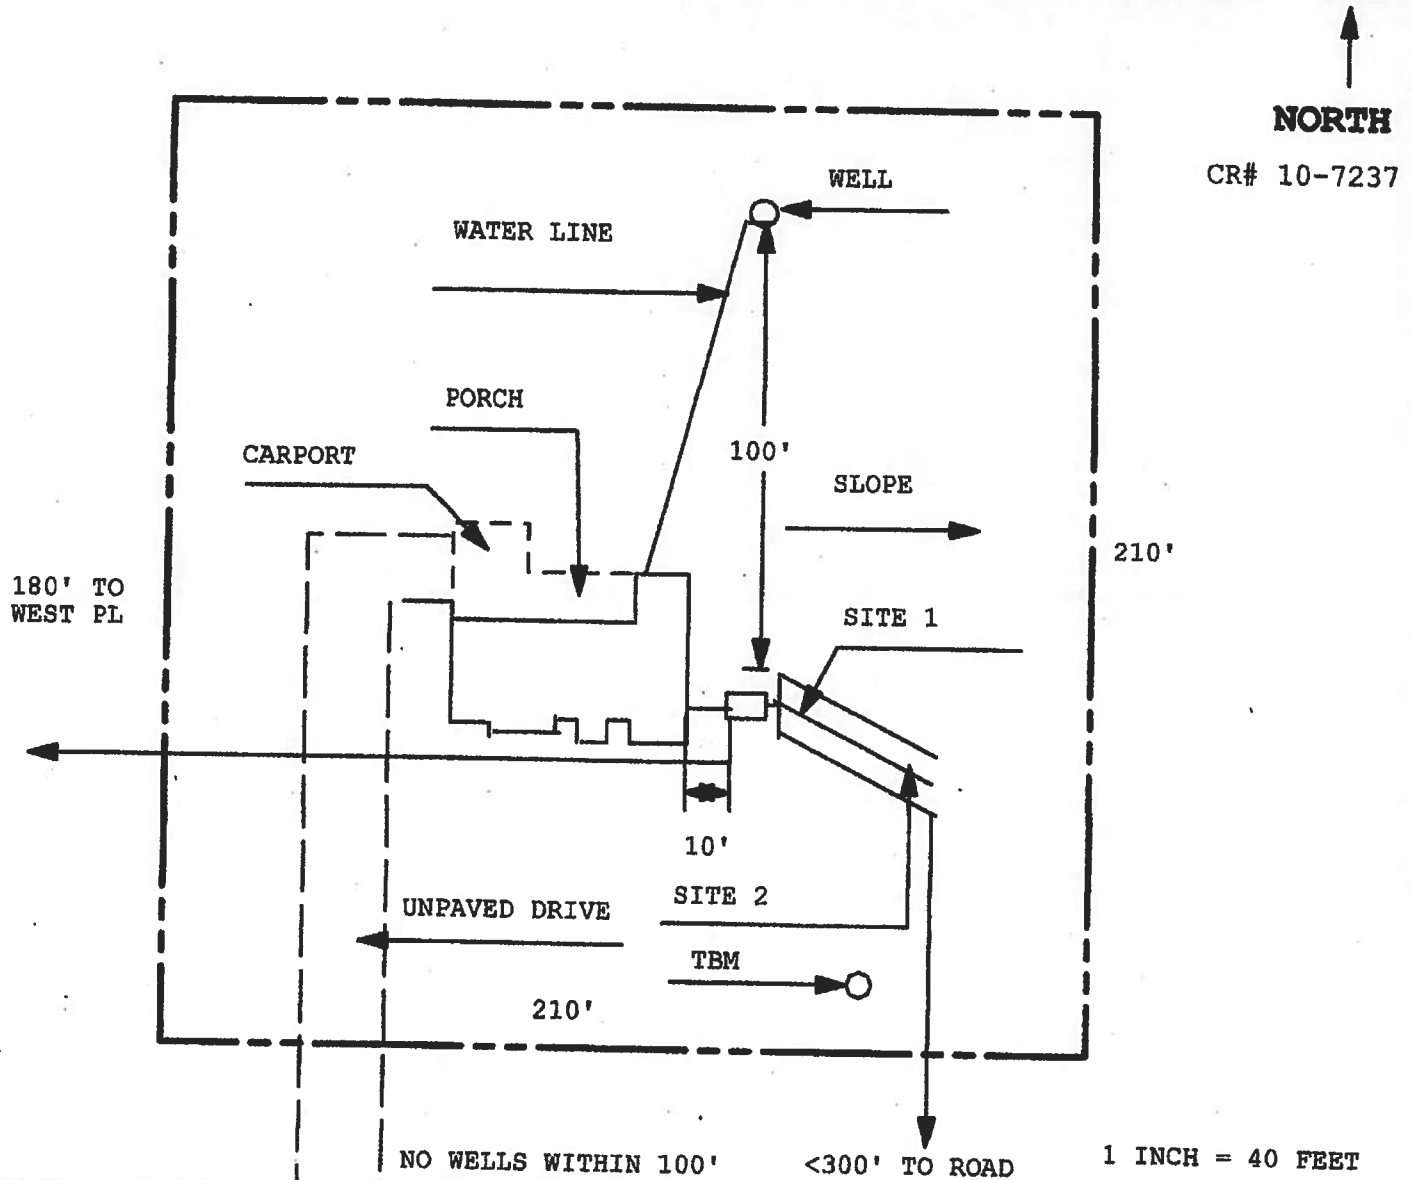 NORTH
CR# 10-7237
WELL
WATER LINE
PORCH
100'
CARPORT
SLOPE
210'
180' TO
WEST PL
SITE 1
10'
SITE 2
UNPAVED DRIVE
TBM
210'
NO WELLS WITHIN 100'
<300' TO ROAD
1 INCH = 40 FEET